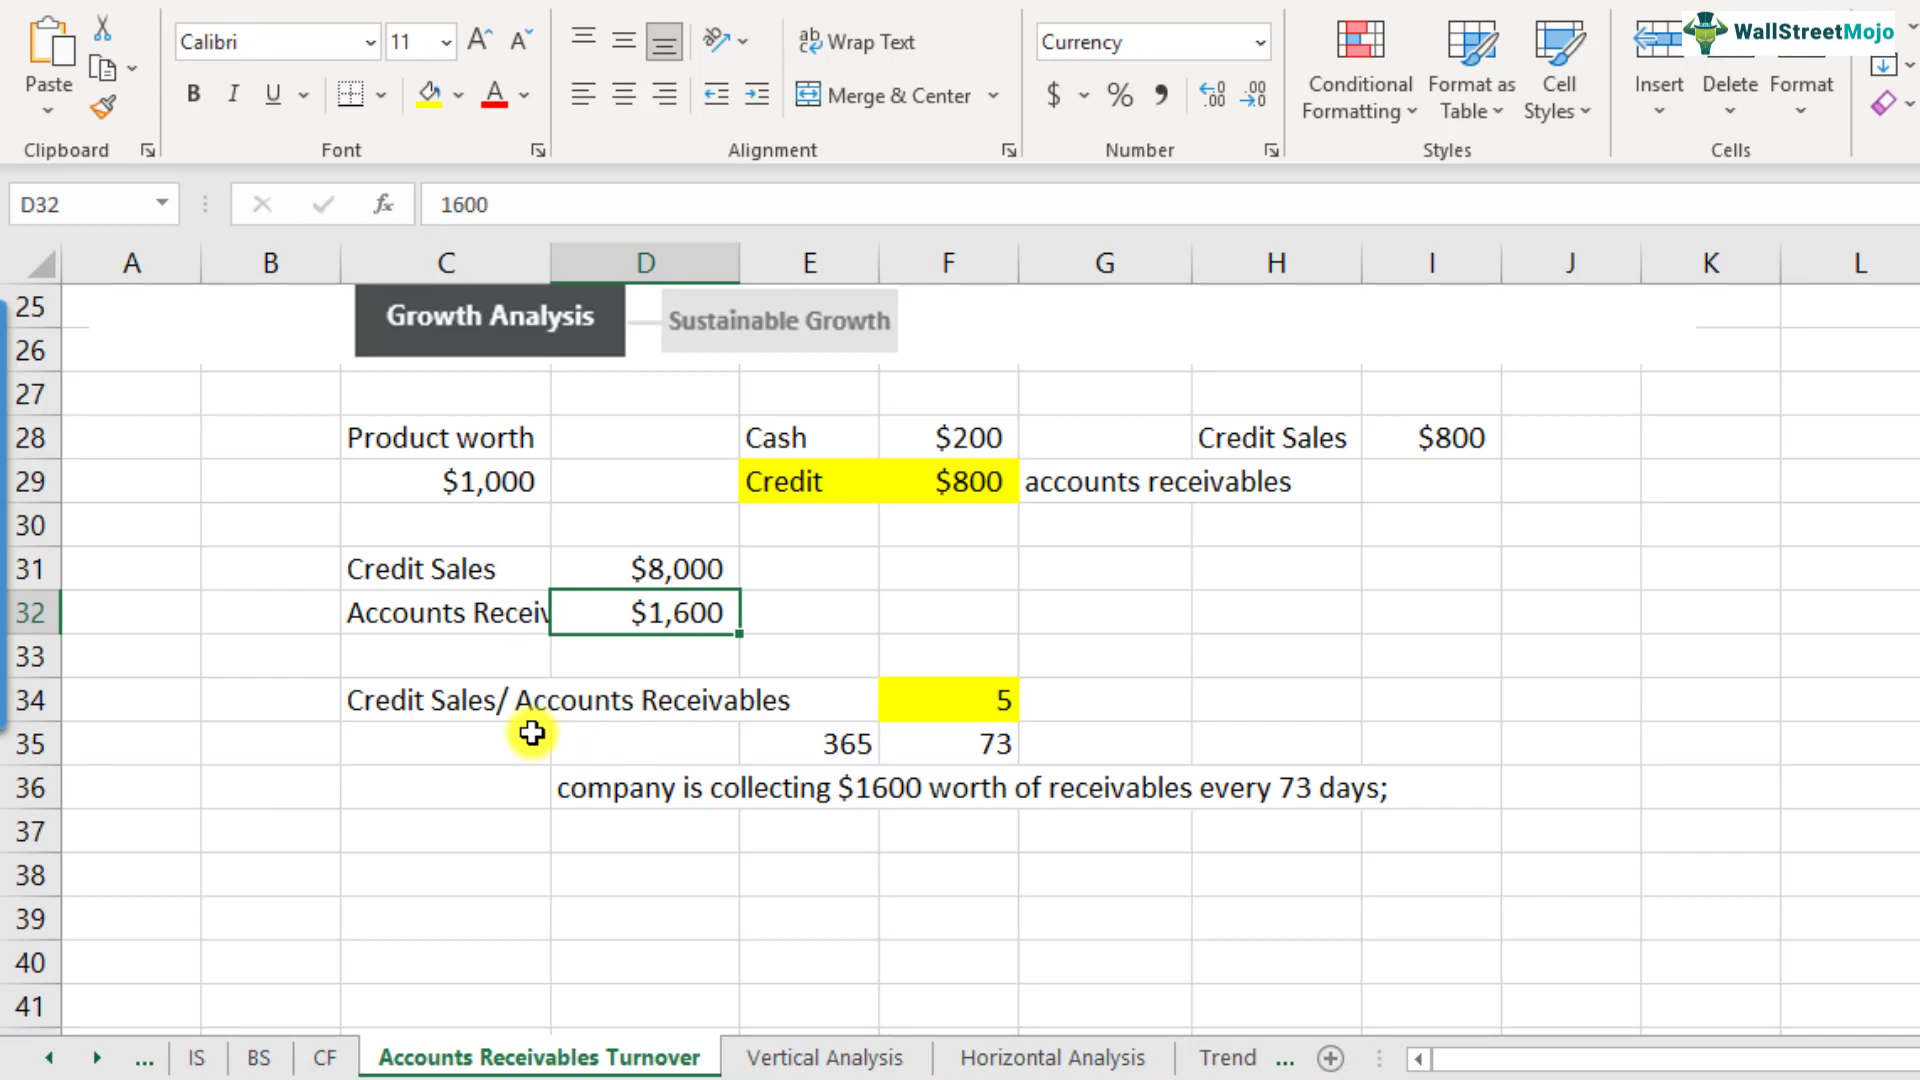 WallStreetMojo
Calibri 11 Wrap Text Currency
Paste B I U Merge & Center $ % Conditional Formatting Format as Table Cell Styles Insert Delete Format
Clipboard Font Alignment Number Styles Cells
D32 fx 1600
A B C D E F G H I J K L
25 Growth Analysis Sustainable Growth
26
27
28 Product worth Cash $200 Credit Sales $800
29 $1,000 Credit $800 accounts receivables
30
31 Credit Sales $8,000
32 Accounts Receiv $1,600
33
34 Credit Sales/ Accounts Receivables 5
35 365 73
36 company is collecting $1600 worth of receivables every 73 days;
37
38
39
40
41
... IS BS CF Accounts Receivables Turnover Vertical Analysis Horizontal Analysis Trend ...